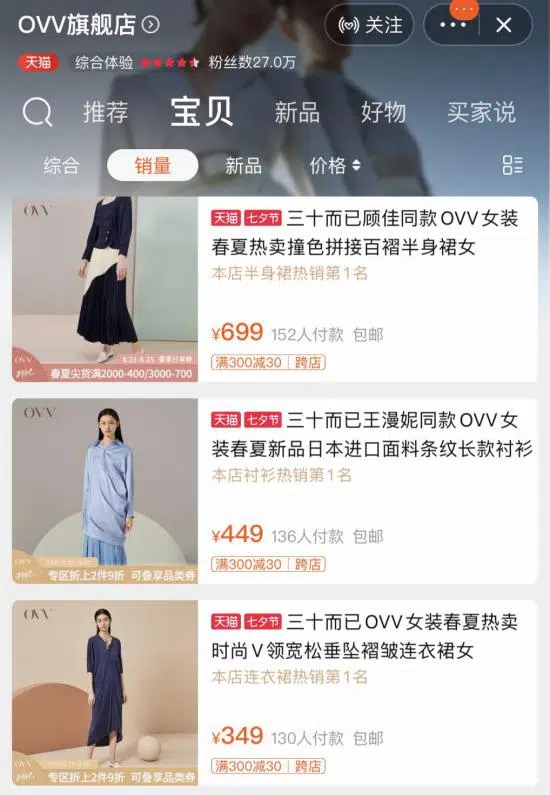 OVV旗舰店
关注
天猫 综合体验 粉丝数27.0万
推荐 宝贝 新品 好物 买家说
综合 销量 新品 价格
OVV
天猫 七夕节 三十而已顾佳同款OVV女装
春夏热卖撞色拼接百褶半身裙女
本店半身裙热销第1名
¥699 152人付款 包邮
满300减30 跨店
OVV
春夏尖货满2000-400/3000-700
OVV
天猫 七夕节 三十而已王漫妮同款OVV女
装春夏新品日本进口面料条纹长款衬衫
本店衬衫热销第1名
¥449 136人付款 包邮
满300减30 跨店
OVV
专区折上2件9折 可叠享品类券
OVV
天猫 七夕节 三十而已OVV女装春夏热卖
时尚V领宽松垂坠褶皱连衣裙女
本店连衣裙热销第1名
¥349 130人付款 包邮
满300减30 跨店
OVV
专区折上2件9折 可叠享品类券